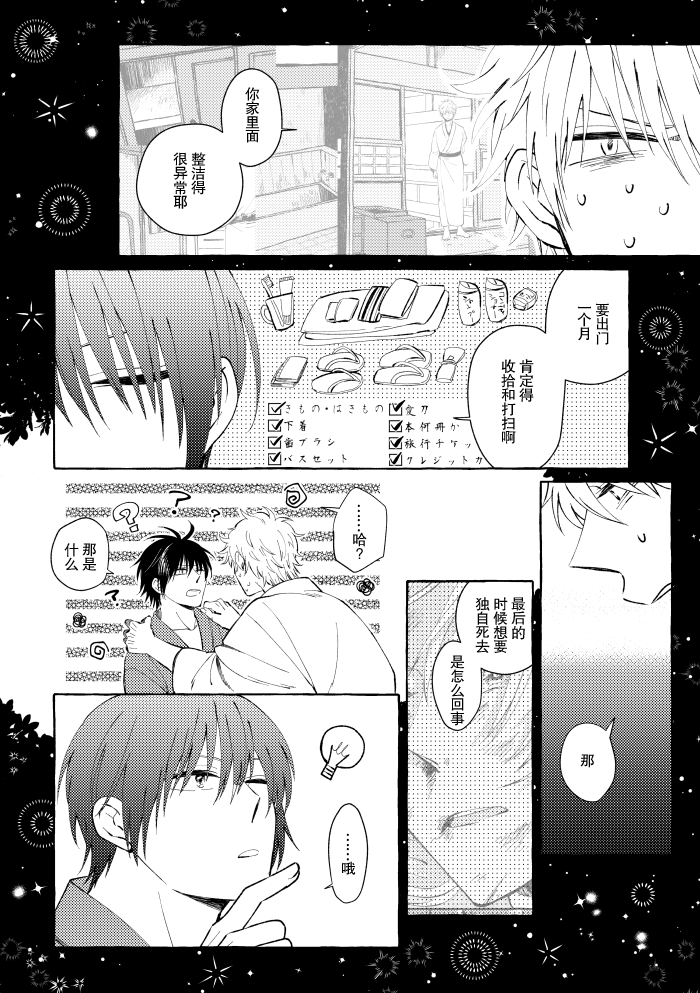 你家里面
整洁得
很异常耶
要出门
一个月
肯定得
收拾和打扫啊
きもの・はきもの
下着
歯ブラシ
バスセット
愛刀
本何冊か
旅行チケッ
クレジットカ
那
最后的
时候想要
独自死去
是怎么回事
……哈?
那是
什么
?
?
?
?
……哦